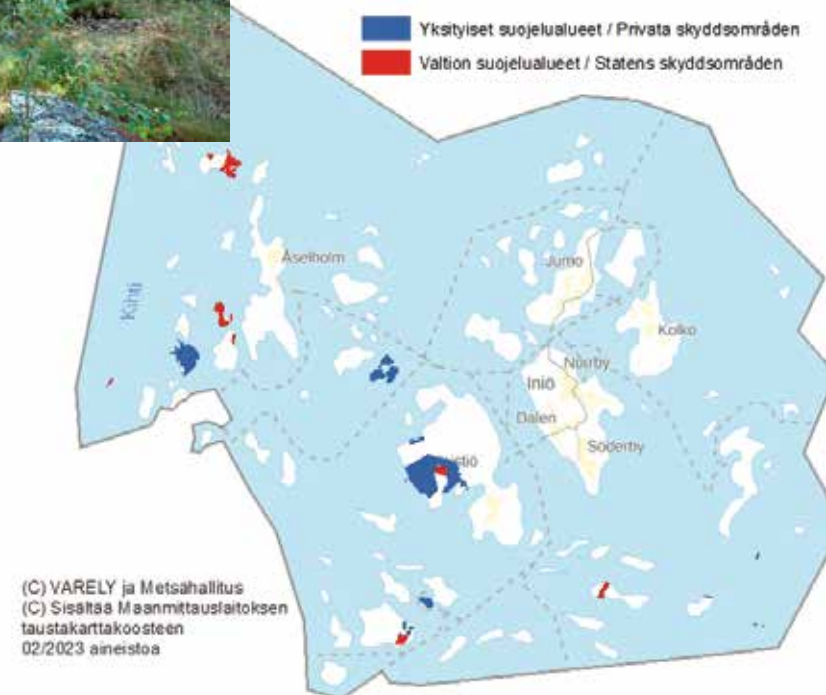 Yksityiset suojelualueet / Privata skyddsområden
Valtion suojelualueet / Statens skyddsområden
Åselholm
Jumo
Kihti
Kolko
Norrby
Iniö
Dalen
Söderby
(C) VARELY ja Metsähallitus
(C) Sisältää Maanmittauslaitoksen
taustakarttakoosteen
02/2023 aineistoa